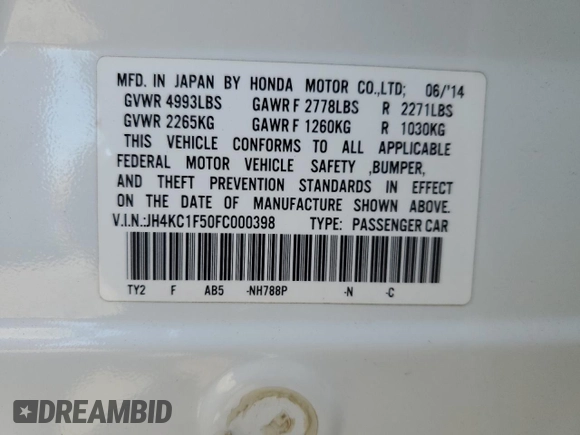 MFD. IN JAPAN BY HONDA MOTOR CO.,LTD; 06/'14
GVWR 4993LBS GAWR F 2778LBS R 2271LBS
GVWR 2265KG GAWR F 1260KG R 1030KG
THIS VEHICLE CONFORMS TO ALL APPLICABLE
FEDERAL MOTOR VEHICLE SAFETY ,BUMPER,
AND THEFT PREVENTION STANDARDS IN EFFECT
ON THE DATE OF MANUFACTURE SHOWN ABOVE.
V.I.N.:JH4KC1F50FC000398 TYPE: PASSENGER CAR
TY2 F AB5 -NH788P -N -C
DREAMBID